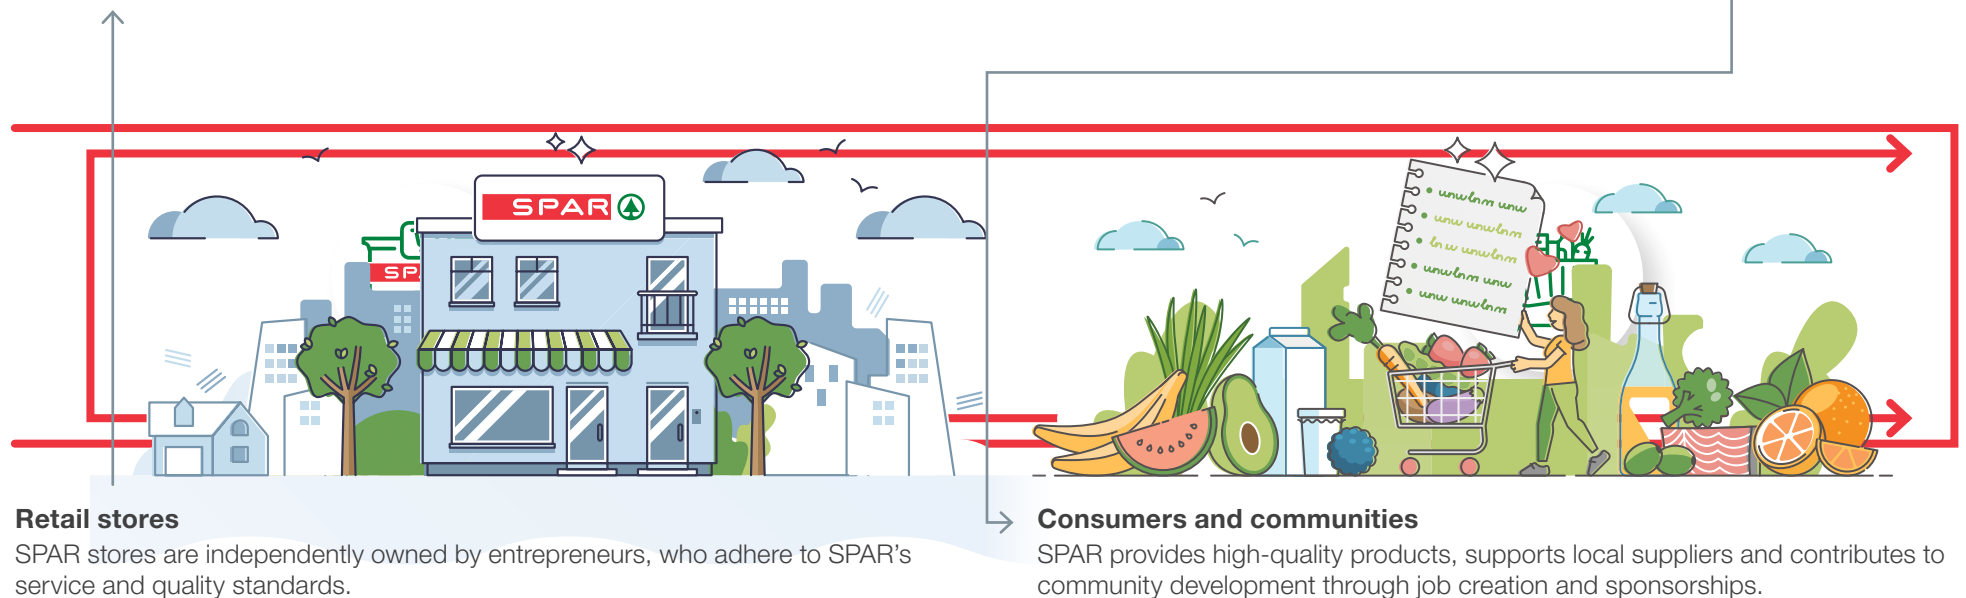 SPAR
SP
Retail stores
SPAR stores are independently owned by entrepreneurs, who adhere to SPAR's
service and quality standards.
Consumers and communities
SPAR provides high-quality products, supports local suppliers and contributes to
community development through job creation and sponsorships.